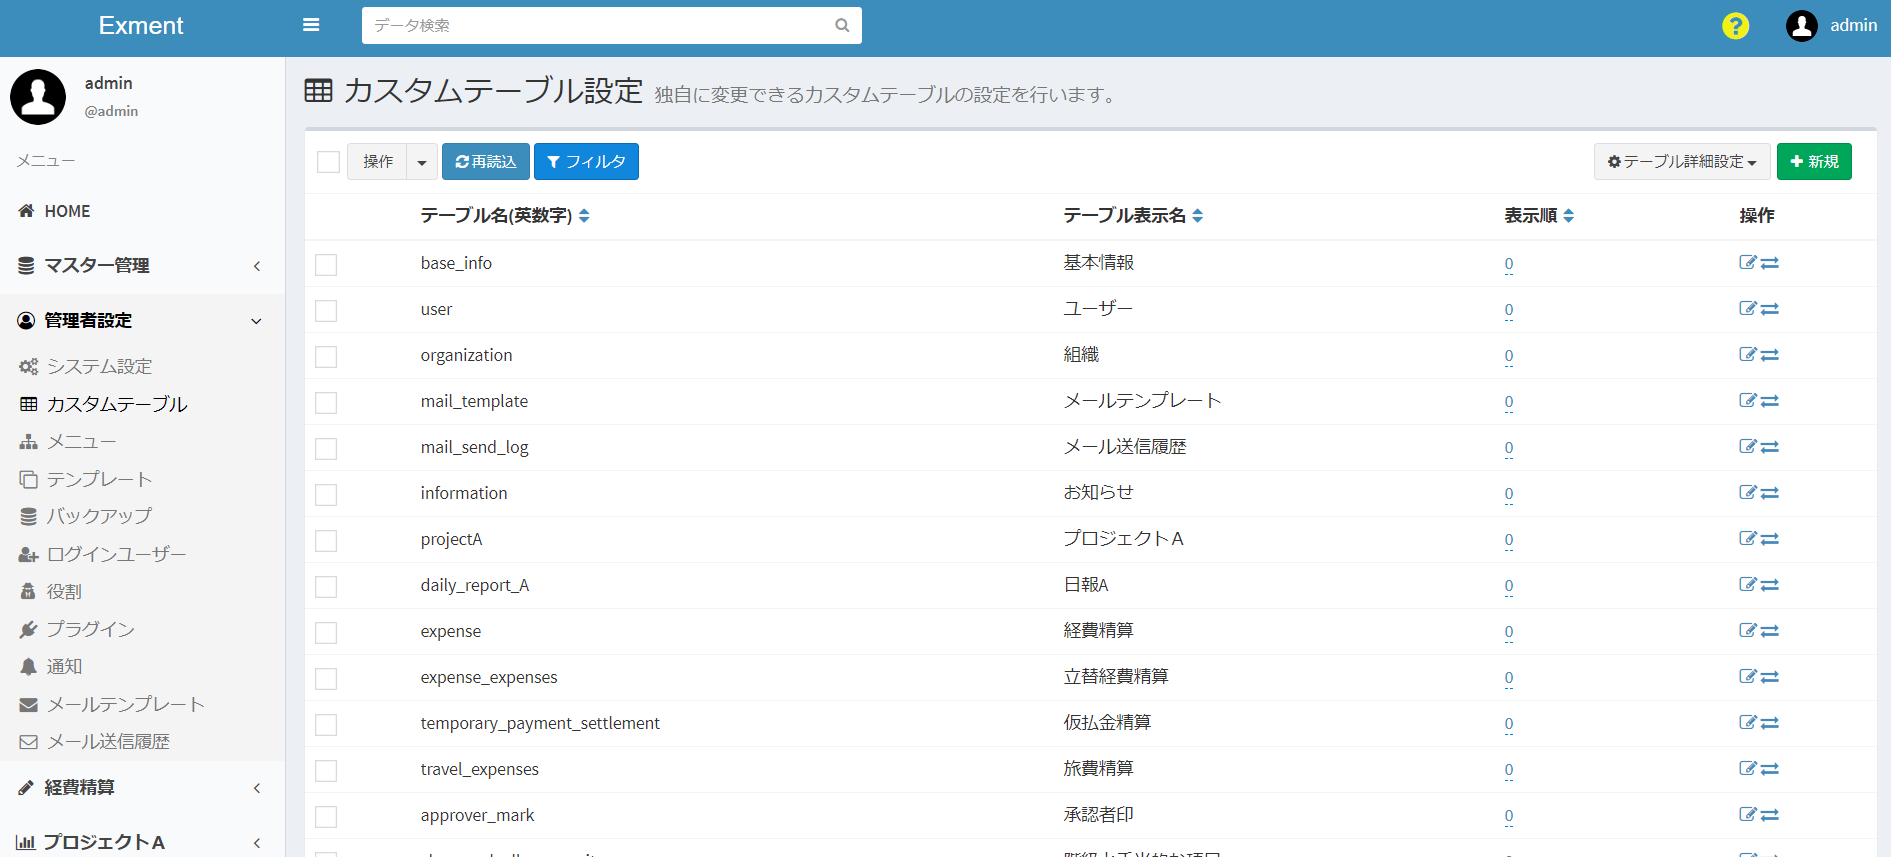 Exment
データ検索
? admin
admin
@admin
メニュー
HOME
マスター管理
管理者設定
システム設定
カスタムテーブル
メニュー
テンプレート
バックアップ
ログインユーザー
役割
プラグイン
通知
メールテンプレート
メール送信履歴
経費精算
プロジェクトA
カスタムテーブル設定 独自に変更できるカスタムテーブルの設定を行います。
操作 再読込 フィルタ テーブル詳細設定 新規
テーブル名(英数字) テーブル表示名 表示順 操作
base_info 基本情報 0
user ユーザー 0
organization 組織 0
mail_template メールテンプレート 0
mail_send_log メール送信履歴 0
information お知らせ 0
projectA プロジェクトA 0
daily_report_A 日報A 0
expense 経費精算 0
expense_expenses 立替経費精算 0
temporary_payment_settlement 仮払金精算 0
travel_expenses 旅費精算 0
approver_mark 承認者印 0